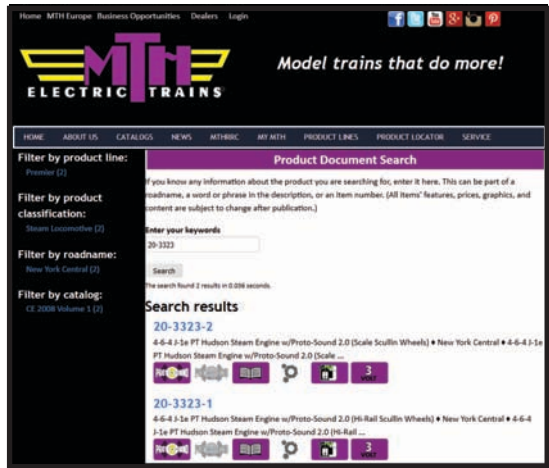 Home MTH Europe Business Opportunities Dealers Login
MTH
ELECTRIC TRAINS
Model trains that do more!
HOME ABOUT US CATALOGS NEWS MTHRRC MY MTH PRODUCT LINES PRODUCT LOCATOR SERVICE
Filter by product line:
Premier (2)
Filter by product
classification:
Steam Locomotive (2)
Filter by roadname:
New York Central (2)
Filter by catalog:
CE 2008 Volume 1 (2)
Product Document Search
If you know any information about the product you are searching for, enter it here. This can be part of a
roadname, a word or phrase in the description, or an item number. (All items' features, prices, graphics, and
content are subject to change after publication.)
Enter your keywords
20-3323
Search
The search found 2 results in 0.036 seconds.
Search results
20-3323-2
4-6-4 J-1e PT Hudson Steam Engine w/Proto-Sound 2.0 (Scale Scullin Wheels) ♦ New York Central ♦ 4-6-4 J-1e
PT Hudson Steam Engine w/Proto-Sound 2.0 (Scale ...
3
VOLT
20-3323-1
4-6-4 J-1e PT Hudson Steam Engine w/Proto-Sound 2.0 (Hi-Rail Scullin Wheels) ♦ New York Central ♦ 4-6-4
J-1e PT Hudson Steam Engine w/Proto-Sound 2.0 (Hi-Rail ...
3
VOLT